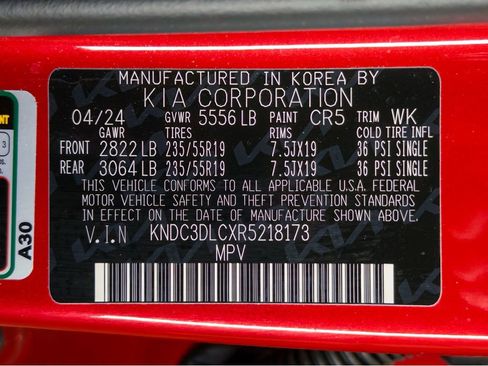 MANUFACTURED IN KOREA BY
KIA CORPORATION
04/24 GVWR 5556 LB PAINT CR5 TRIM WK
GAWR TIRES RIMS COLD TIRE INFL
FRONT 2822 LB 235/55R19 7.5JX19 36 PSI SINGLE
REAR 3064 LB 235/55R19 7.5JX19 36 PSI SINGLE
THIS VEHICLE CONFORMS TO ALL APPLICABLE U.S.A. FEDERAL
MOTOR VEHICLE SAFETY AND THEFT PREVENTION STANDARDS
IN EFFECT ON THE DATE OF MANUFACTURE SHOWN ABOVE.
V.I.N KNDC3DLCXR5218173
MPV
A30
3